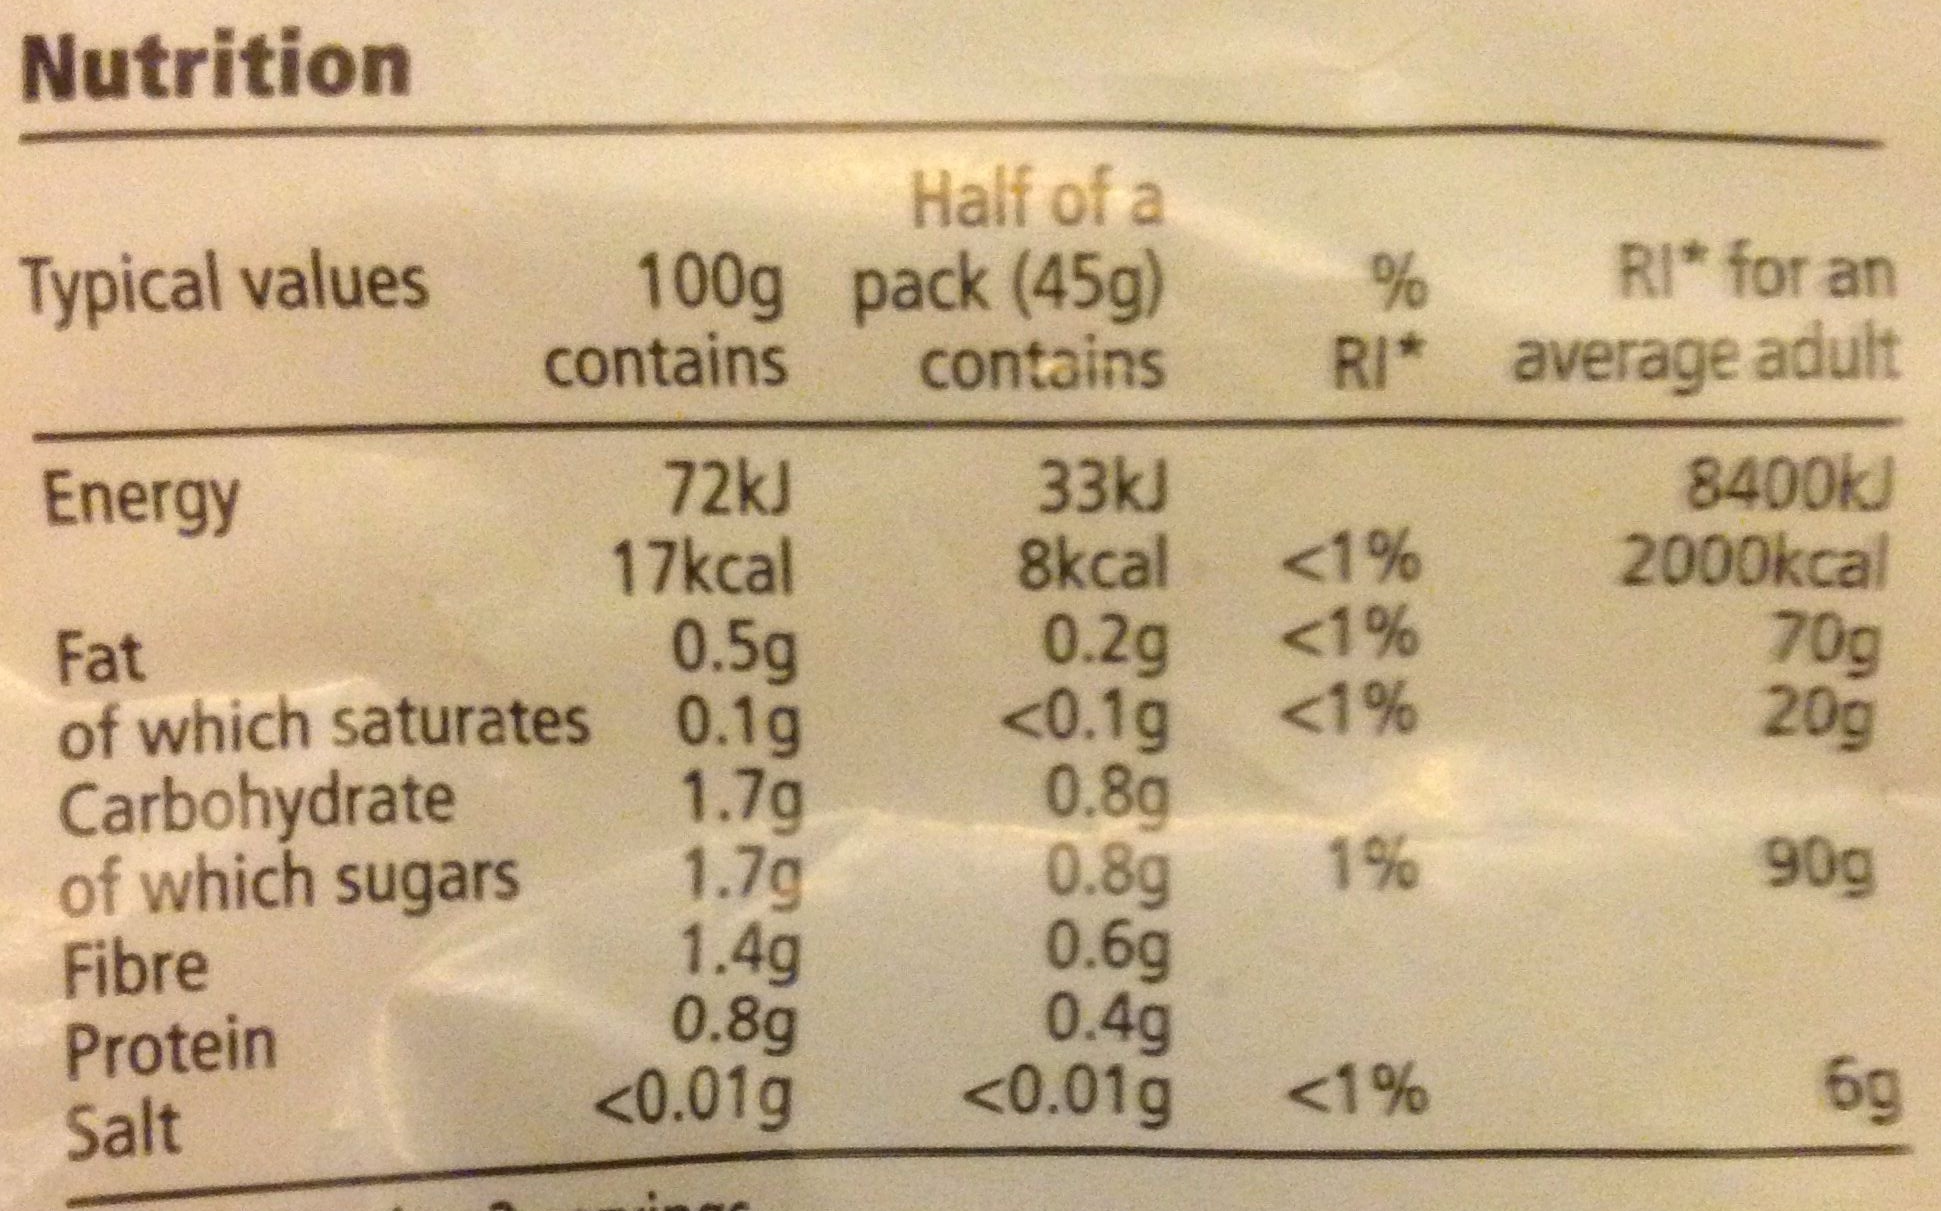 Nutrition
Half of a
Typical values 100g pack (45g) % RI* for an
contains contains RI* average adult
Energy 72kJ 33kJ 8400kJ
17kcal 8kcal <1% 2000kcal
Fat 0.5g 0.2g <1% 70g
of which saturates 0.1g <0.1g <1% 20g
Carbohydrate 1.7g 0.8g
of which sugars 1.7g 0.8g 1% 90g
Fibre 1.4g 0.6g
Protein 0.8g 0.4g
Salt <0.01g <0.01g <1% 6g